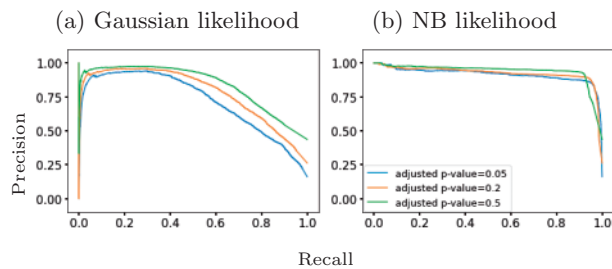 (a) Gaussian likelihood
(b) NB likelihood
Precision
1.00
0.75
0.50
0.25
0.00
0.0 0.2 0.4 0.6 0.8 1.0
1.00
0.75
0.50
0.25
0.00
adjusted p-value=0.05
adjusted p-value=0.2
adjusted p-value=0.5
0.0 0.2 0.4 0.6 0.8 1.0
Recall